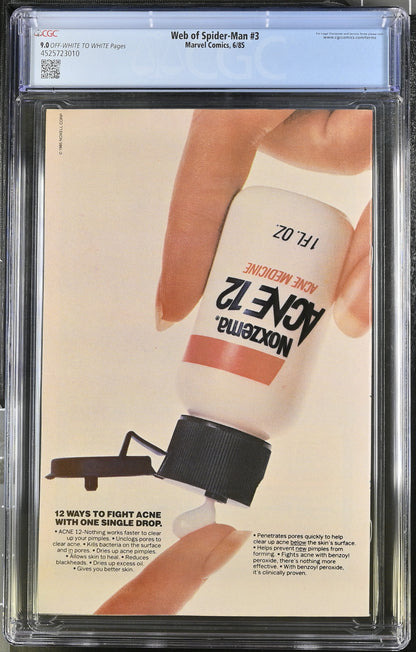 CGC
Web of Spider-Man #3
Marvel Comics, 6/85
9.0 OFF-WHITE TO WHITE Pages
4525723010
www.cgccomics.com/terms
© 1985 NOXELL CORP.
1 FL. OZ.
ACNE MEDICINE
ACNE 12
Noxzema®
12 WAYS TO FIGHT ACNE
WITH ONE SINGLE DROP.
• ACNE 12-Nothing works faster to clear
up your pimples. • Unclogs pores to
clear acne. • Kills bacteria on the surface
and in pores. • Dries up acne pimples.
• Allows skin to heal. • Reduces
blackheads. • Dries up excess oil.
• Gives you better skin.
• Penetrates pores quickly to help
clear up acne below the skin's surface.
• Helps prevent new pimples from
forming. • Fights acne with benzoyl
peroxide, there's nothing more
effective. • With benzoyl peroxide,
it's clinically proven.